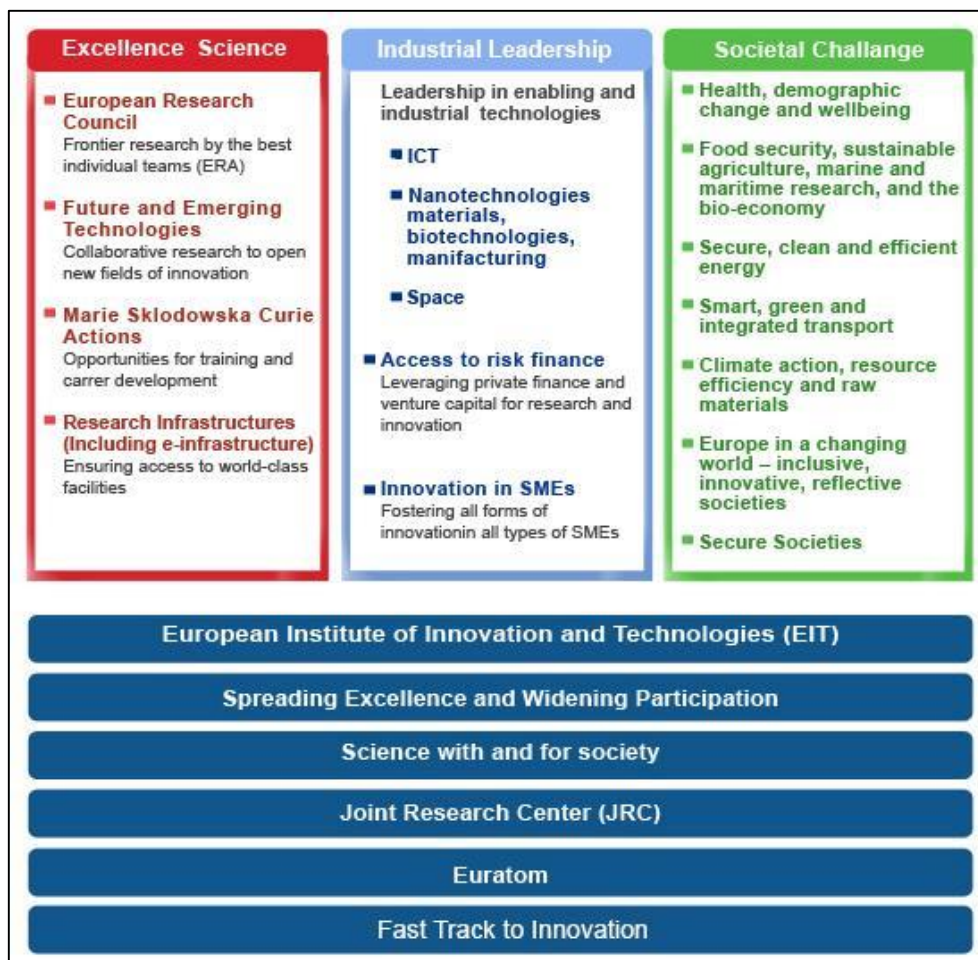 Excellence Science
European Research
Council
Frontier research by the best
individual teams (ERA)
Future and Emerging
Technologies
Collaborative research to open
new fields of innovation
Marie Sklodowska Curie
Actions
Opportunities for training and
carrer development
Research Infrastructures
(Including e-infrastructure)
Ensuring access to world-class
facilities
Industrial Leadership
Leadership in enabling and
industrial technologies
ICT
Nanotechnologies
materials,
biotechnologies,
manifacturing
Space
Access to risk finance
Leveraging private finance and
venture capital for research and
innovation
Innovation in SMEs
Fostering all forms of
innovationin all types of SMEs
Societal Challange
Health, demographic
change and wellbeing
Food security, sustainable
agriculture, marine and
maritime research, and the
bio-economy
Secure, clean and efficient
energy
Smart, green and
integrated transport
Climate action, resource
efficiency and raw
materials
Europe in a changing
world – inclusive,
innovative, reflective
societies
Secure Societies
European Institute of Innovation and Technologies (EIT)
Spreading Excellence and Widening Participation
Science with and for society
Joint Research Center (JRC)
Euratom
Fast Track to Innovation